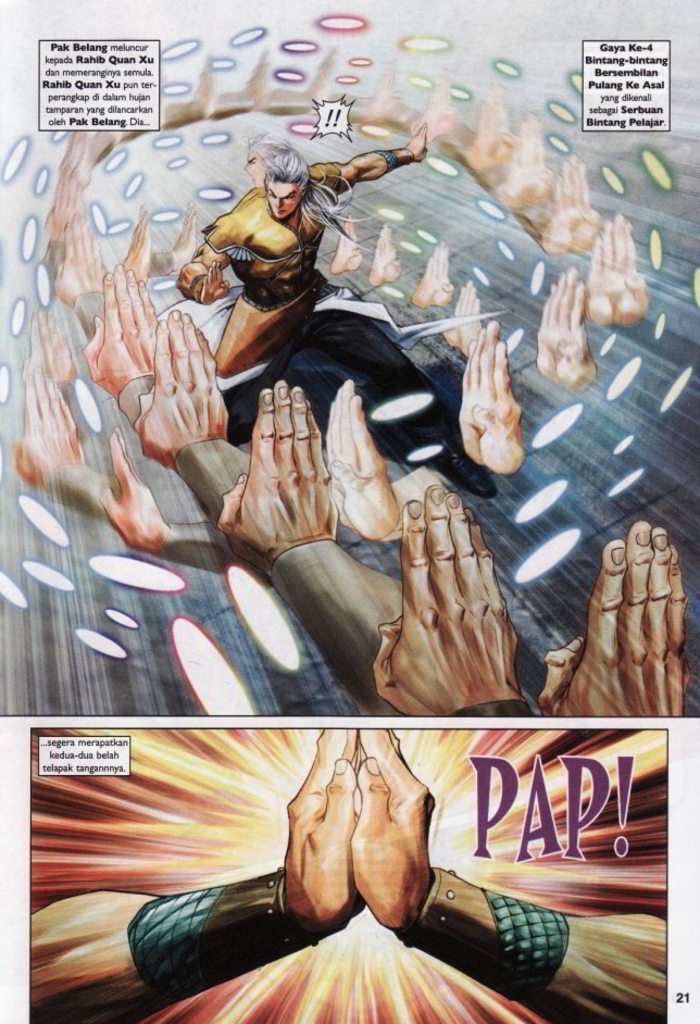 Pak Belang meluncur
kepada Rahib Quan Xu
dan memeranginya semula.
Rahib Quan Xu pun ter-
perangkap di dalam hujan
tamparan yang dilancarkan
oleh Pak Belang. Dia...
Gaya Ke-4
Bintang-bintang
Bersembilan
Pulang Ke Asal
yang dikenali
sebagai Serbuan
Bintang Pelajar.
!!
...segera merapatkan
kedua-dua belah
telapak tangannnya.
PAP!
21